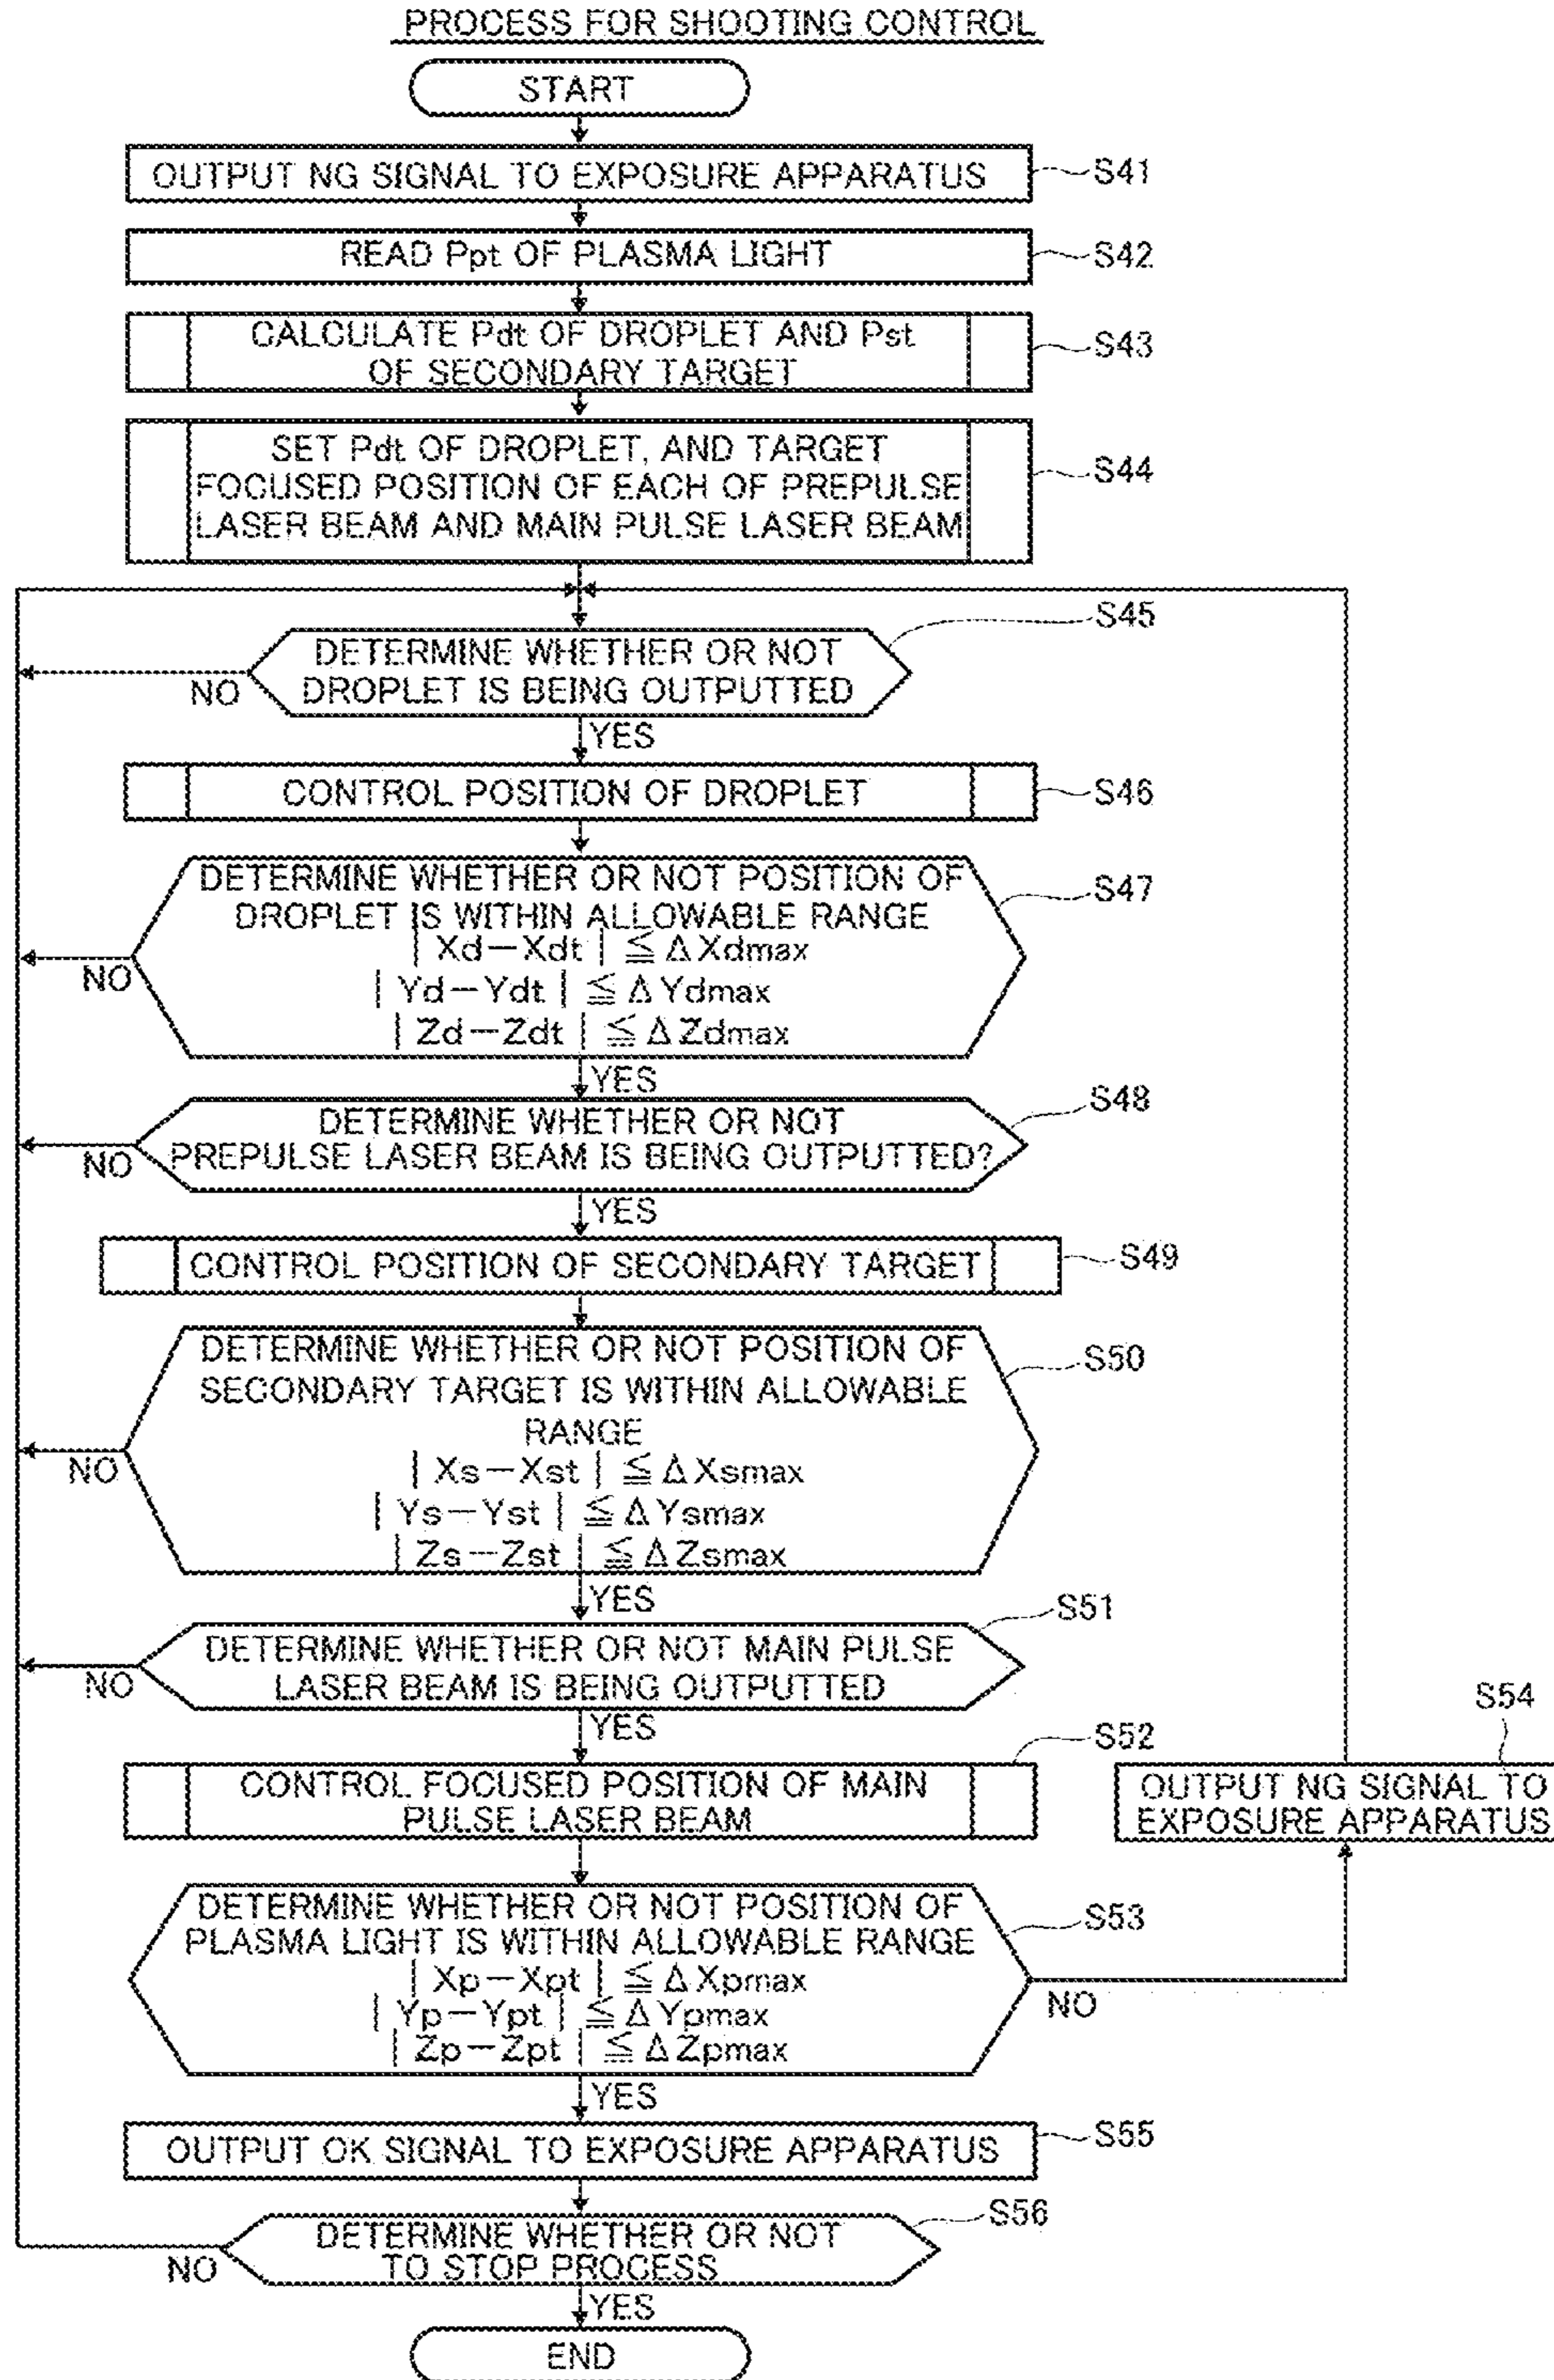 PROCESS FOR SHOOTING CONTROL
START
OUTPUT NG SIGNAL TO EXPOSURE APPARATUS
S41
READ Ppt OF PLASMA LIGHT
S42
CALCULATE Pdt OF DROPLET AND Pst
OF SECONDARY TARGET
S43
SET Pdt OF DROPLET, AND TARGET
FOCUSED POSITION OF EACH OF PREPULSE
LASER BEAM AND MAIN PULSE LASER BEAM
S44
DETERMINE WHETHER OR NOT
DROPLET IS BEING OUTPUTTED
S45
NO
YES
CONTROL POSITION OF DROPLET
S46
DETERMINE WHETHER OR NOT POSITION OF
DROPLET IS WITHIN ALLOWABLE RANGE
| Xd－Xdt | ≦ Δ Xdmax
| Yd－Ydt | ≦ Δ Ydmax
| Zd－Zdt | ≦ Δ Zdmax
S47
NO
YES
DETERMINE WHETHER OR NOT
PREPULSE LASER BEAM IS BEING OUTPUTTED?
S48
NO
YES
CONTROL POSITION OF SECONDARY TARGET
S49
DETERMINE WHETHER OR NOT POSITION OF
SECONDARY TARGET IS WITHIN ALLOWABLE
RANGE
| Xs－Xst | ≦ Δ Xsmax
| Ys－Yst | ≦ Δ Ysmax
| Zs－Zst | ≦ Δ Zsmax
S50
NO
YES
DETERMINE WHETHER OR NOT MAIN PULSE
LASER BEAM IS BEING OUTPUTTED
S51
NO
YES
CONTROL FOCUSED POSITION OF MAIN
PULSE LASER BEAM
S52
S54
OUTPUT NG SIGNAL TO
EXPOSURE APPARATUS
DETERMINE WHETHER OR NOT POSITION OF
PLASMA LIGHT IS WITHIN ALLOWABLE RANGE
| Xp－Xpt | ≦ Δ Xpmax
| Yp－Ypt | ≦ Δ Ypmax
| Zp－Zpt | ≦ Δ Zpmax
S53
NO
YES
OUTPUT OK SIGNAL TO EXPOSURE APPARATUS
S55
DETERMINE WHETHER OR NOT
TO STOP PROCESS
S56
NO
YES
END